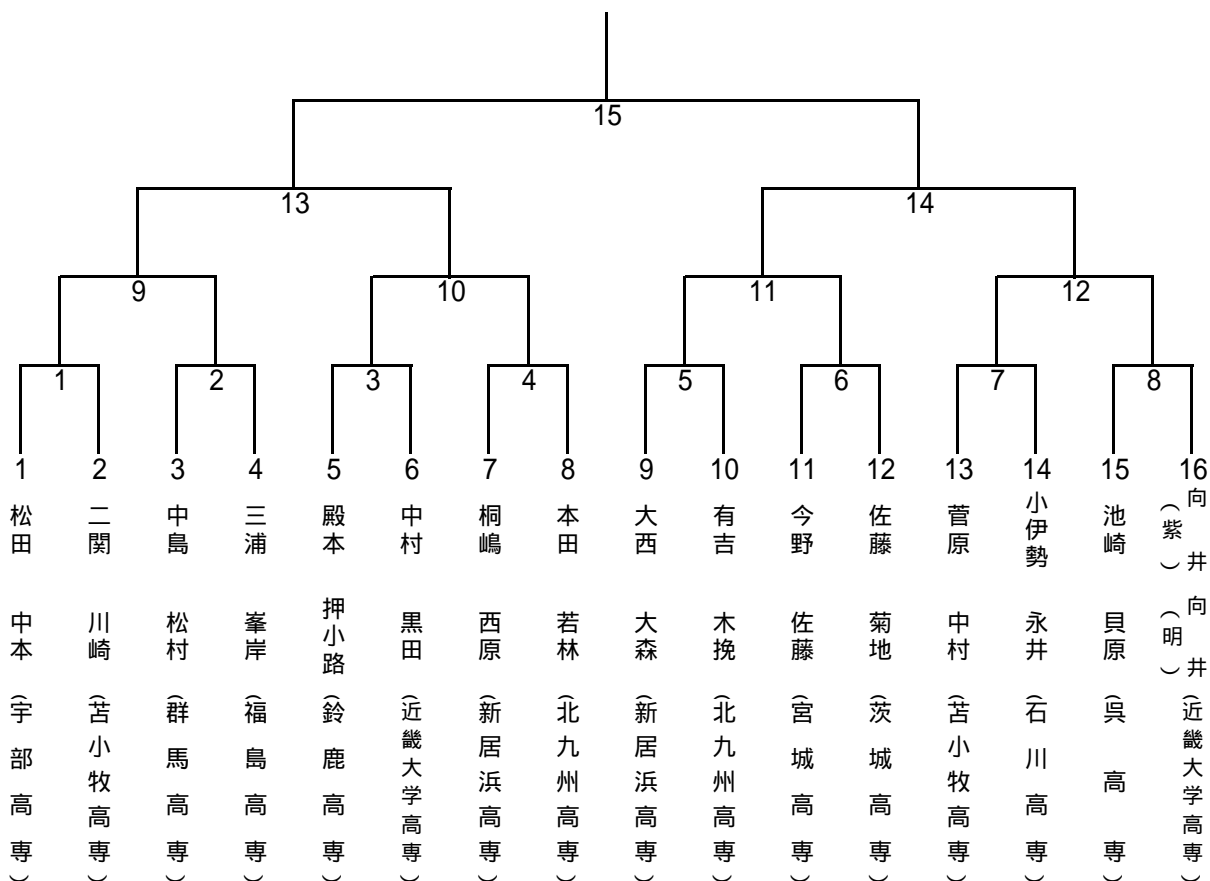 15
13
14
9
10
11
12
1
2
3
4
5
6
7
8
1
2
3
4
5
6
7
8
9
10
11
12
13
14
15
16
松田 中本 (宇部高専)
二関 川崎 (苫小牧高専)
中島 松村 (群馬高専)
三浦 峯岸 (福島高専)
殿本 押小路 (鈴鹿高専)
中村 黒田 (近畿大学高専)
桐嶋 西原 (新居浜高専)
本田 若林 (北九州高専)
大西 大森 (新居浜高専)
有吉 木挽 (北九州高専)
今野 佐藤 (宮城高専)
佐藤 菊地 (茨城高専)
菅原 中村 (苫小牧高専)
小伊勢 永井 (石川高専)
池崎 貝原 (呉高専)
向井(紫) 向井(明) (近畿大学高専)